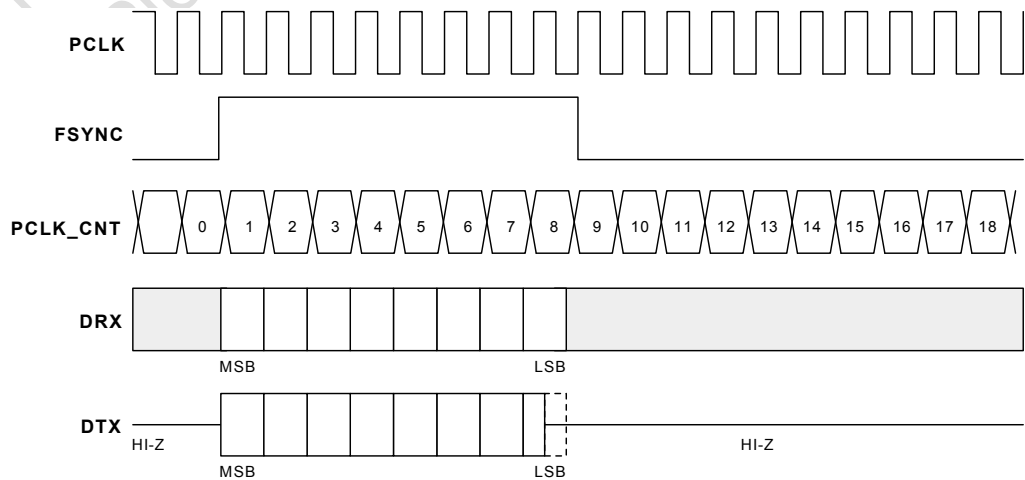 PCLK
FSYNC
PCLK_CNT 0 1 2 3 4 5 6 7 8 9 10 11 12 13 14 15 16 17 18
DRX
MSB LSB
DTX
HI-Z HI-Z
MSB LSB